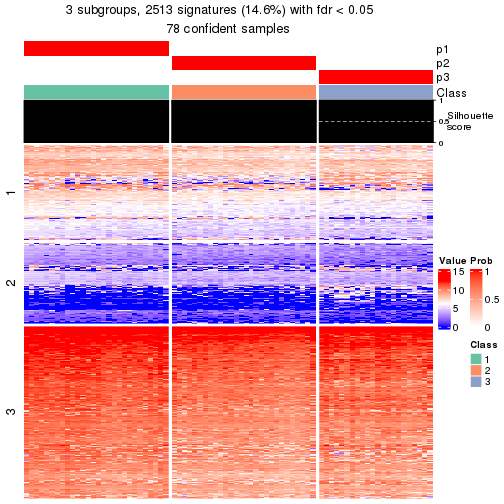 3 subgroups, 2513 signatures (14.6%) with fdr < 0.05
78 confident samples
p1
p2
p3
Class
1
0.5
0
Silhouette
score
1
2
3
Value
15
10
5
0
Prob
1
0.5
0
Class
1
2
3